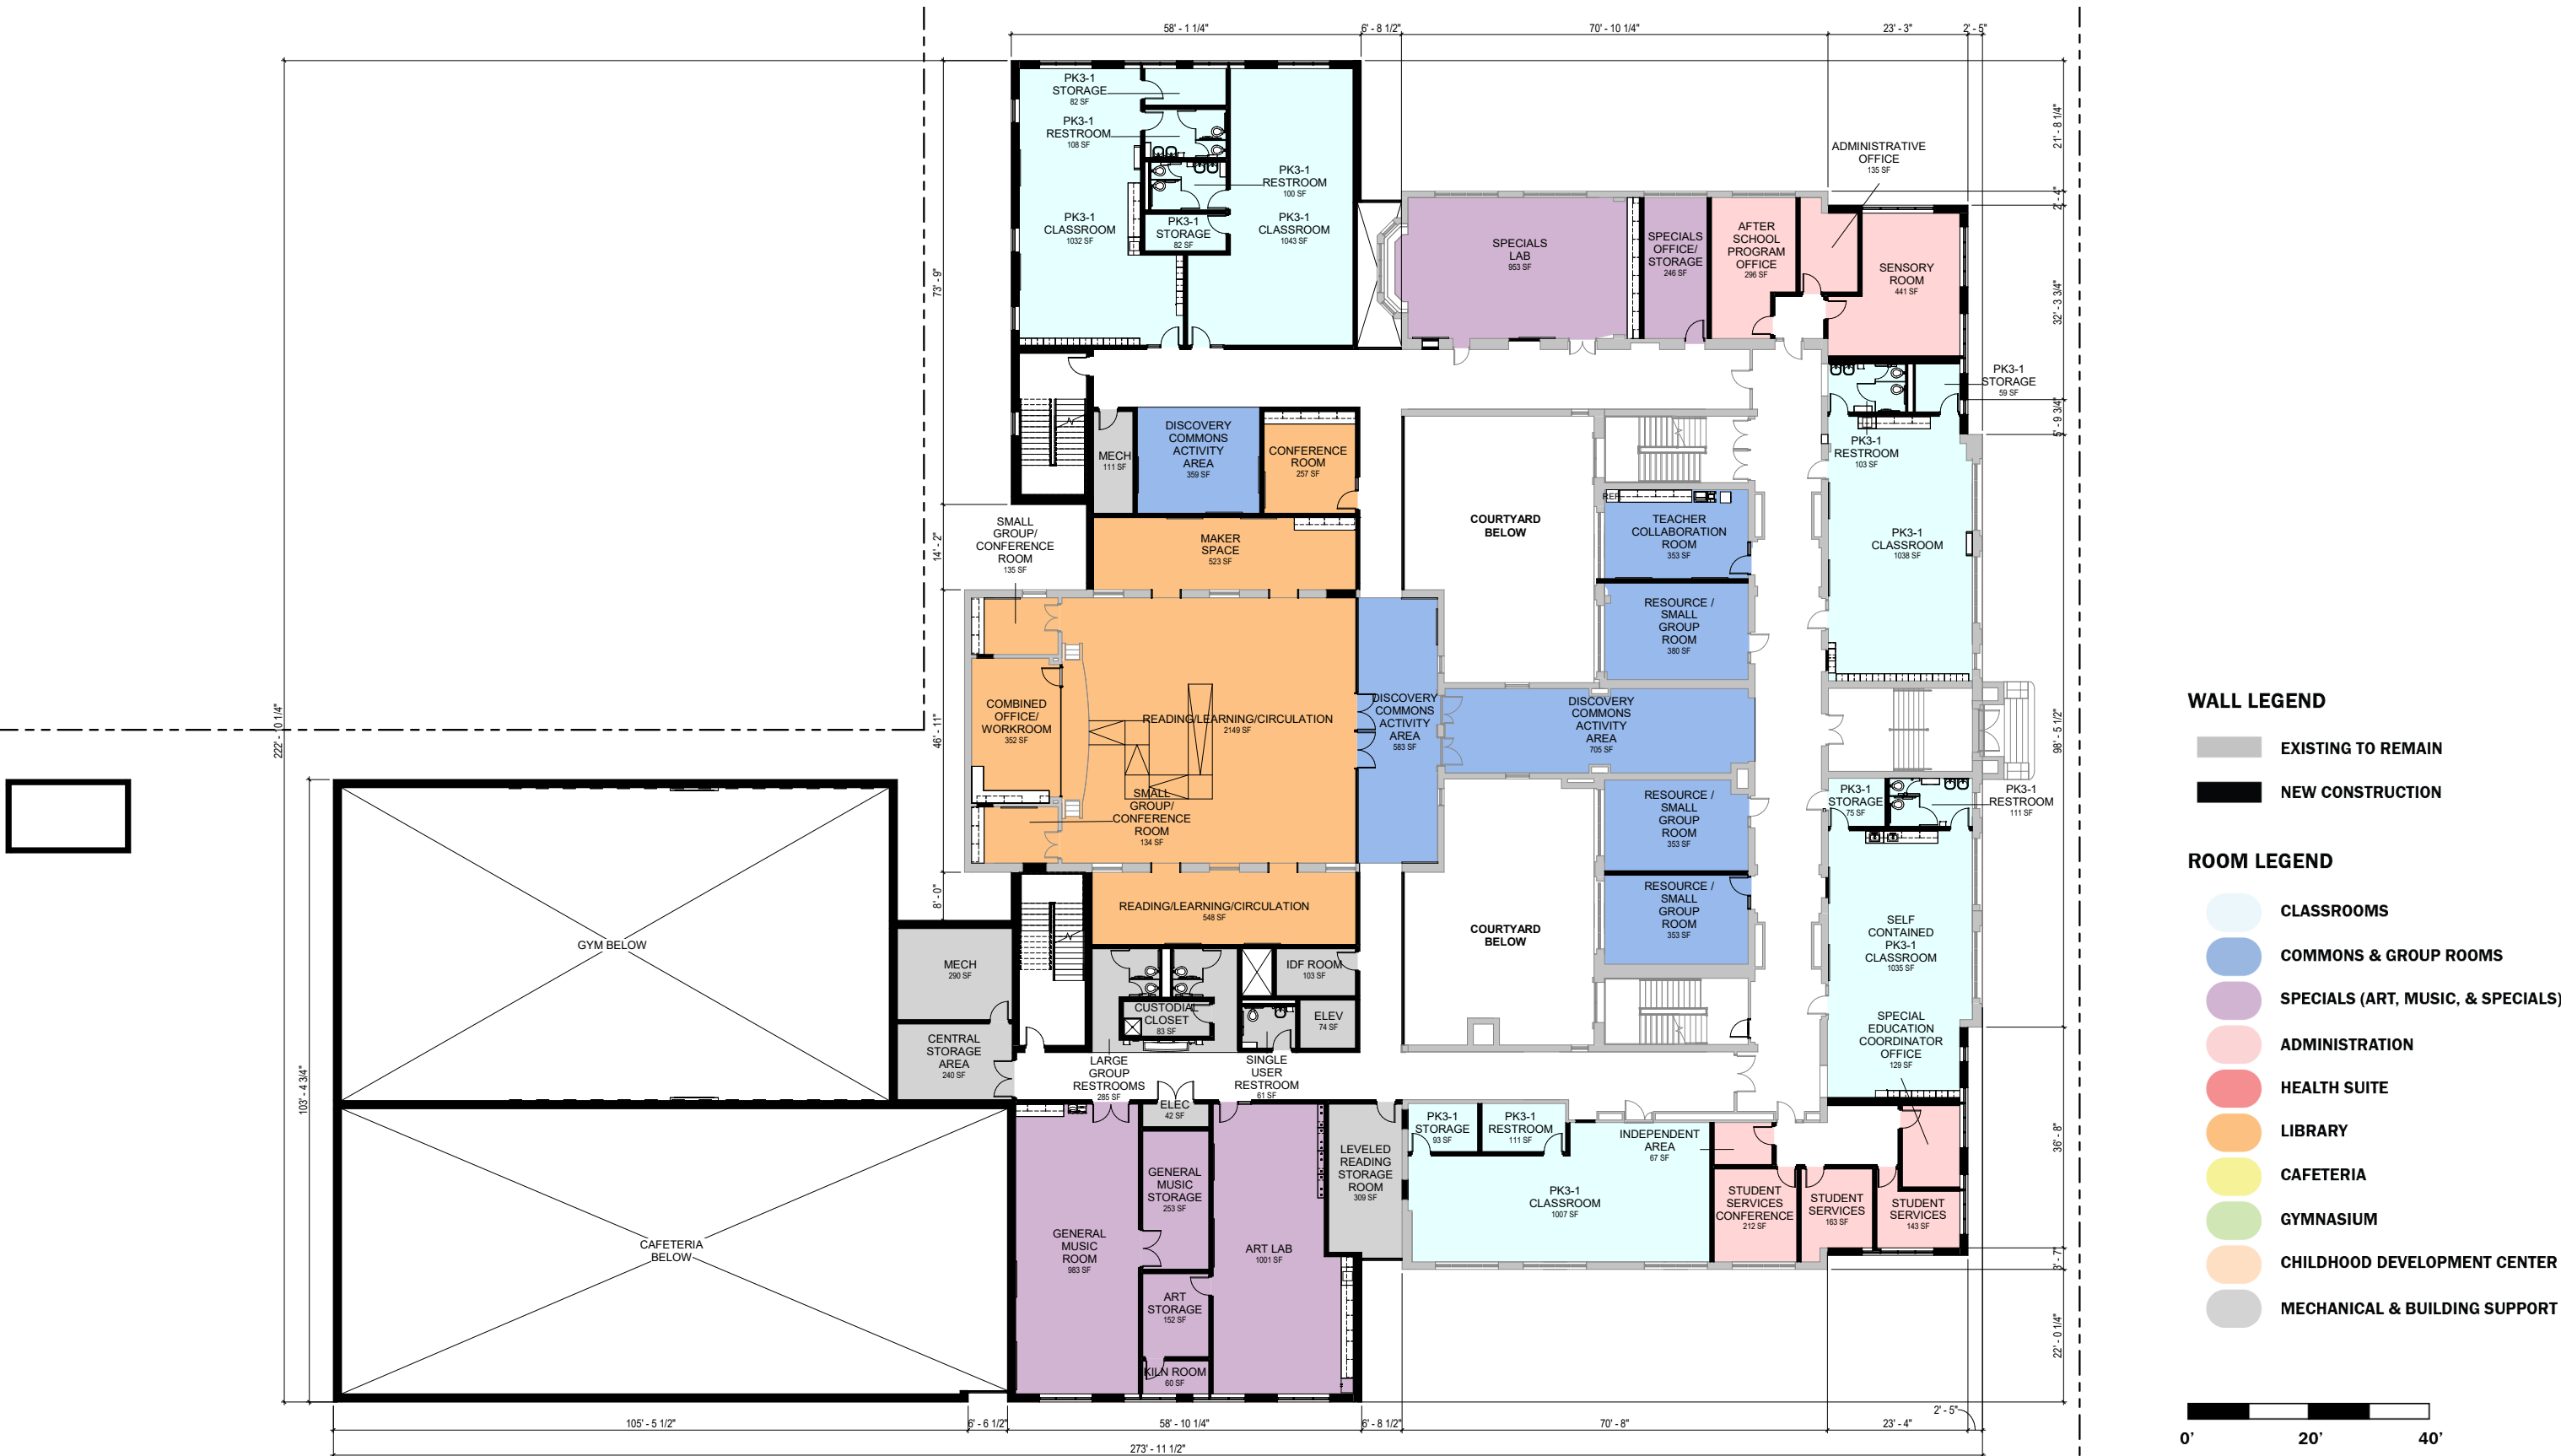 58' - 1 1/4"
6' - 8 1/2"
70' - 10 1/4"
23' - 3"
2' - 5"
PK3-1
STORAGE
82 SF
PK3-1
RESTROOM
108 SF
PK3-1
RESTROOM
100 SF
PK3-1
CLASSROOM
1032 SF
PK3-1
STORAGE
82 SF
PK3-1
CLASSROOM
1043 SF
ADMINISTRATIVE
OFFICE
135 SF
SPECIALS
LAB
953 SF
SPECIALS
OFFICE/
STORAGE
246 SF
AFTER
SCHOOL
PROGRAM
OFFICE
296 SF
SENSORY
ROOM
441 SF
21' - 8 1/4"
2' - 4"
32' - 3 3/4"
5' - 9 3/4"
98' - 5 1/2"
36' - 8"
3' - 7"
22' - 0 1/4"
73' - 9"
14' - 2"
46' - 11"
8' - 0"
222' - 10 1/4"
103' - 4 3/4"
PK3-1
STORAGE
59 SF
MECH
111 SF
DISCOVERY
COMMONS
ACTIVITY
AREA
359 SF
CONFERENCE
ROOM
257 SF
PK3-1
RESTROOM
103 SF
REF
SMALL
GROUP/
CONFERENCE
ROOM
135 SF
MAKER
SPACE
523 SF
COURTYARD
BELOW
TEACHER
COLLABORATION
ROOM
353 SF
PK3-1
CLASSROOM
1038 SF
RESOURCE /
SMALL
GROUP
ROOM
380 SF
COMBINED
OFFICE/
WORKROOM
352 SF
READING/LEARNING/CIRCULATION
2149 SF
DISCOVERY
COMMONS
ACTIVITY
AREA
583 SF
DISCOVERY
COMMONS
ACTIVITY
AREA
705 SF
SMALL
GROUP/
CONFERENCE
ROOM
134 SF
RESOURCE /
SMALL
GROUP
ROOM
353 SF
PK3-1
STORAGE
75 SF
PK3-1
RESTROOM
111 SF
READING/LEARNING/CIRCULATION
548 SF
RESOURCE /
SMALL
GROUP
ROOM
353 SF
COURTYARD
BELOW
SELF
CONTAINED
PK3-1
CLASSROOM
1035 SF
GYM BELOW
MECH
290 SF
IDF ROOM
103 SF
CUSTODIAL
CLOSET
83 SF
ELEV
74 SF
SPECIAL
EDUCATION
COORDINATOR
OFFICE
129 SF
CENTRAL
STORAGE
AREA
240 SF
LARGE
GROUP
RESTROOMS
285 SF
SINGLE
USER
RESTROOM
61 SF
ELEC
42 SF
PK3-1
STORAGE
93 SF
PK3-1
RESTROOM
111 SF
INDEPENDENT
AREA
67 SF
GENERAL
MUSIC
STORAGE
253 SF
LEVELED
READING
STORAGE
ROOM
309 SF
PK3-1
CLASSROOM
1007 SF
STUDENT
SERVICES
CONFERENCE
212 SF
STUDENT
SERVICES
163 SF
STUDENT
SERVICES
143 SF
CAFETERIA
BELOW
GENERAL
MUSIC
ROOM
983 SF
ART LAB
1001 SF
ART
STORAGE
152 SF
KILN ROOM
60 SF
105' - 5 1/2"
6' - 6 1/2"
58' - 10 1/4"
6' - 8 1/2"
70' - 8"
23' - 4"
2' - 5"
273' - 11 1/2"
WALL LEGEND
EXISTING TO REMAIN
NEW CONSTRUCTION
ROOM LEGEND
CLASSROOMS
COMMONS & GROUP ROOMS
SPECIALS (ART, MUSIC, & SPECIALS)
ADMINISTRATION
HEALTH SUITE
LIBRARY
CAFETERIA
GYMNASIUM
CHILDHOOD DEVELOPMENT CENTER
MECHANICAL & BUILDING SUPPORT
0' 20' 40'